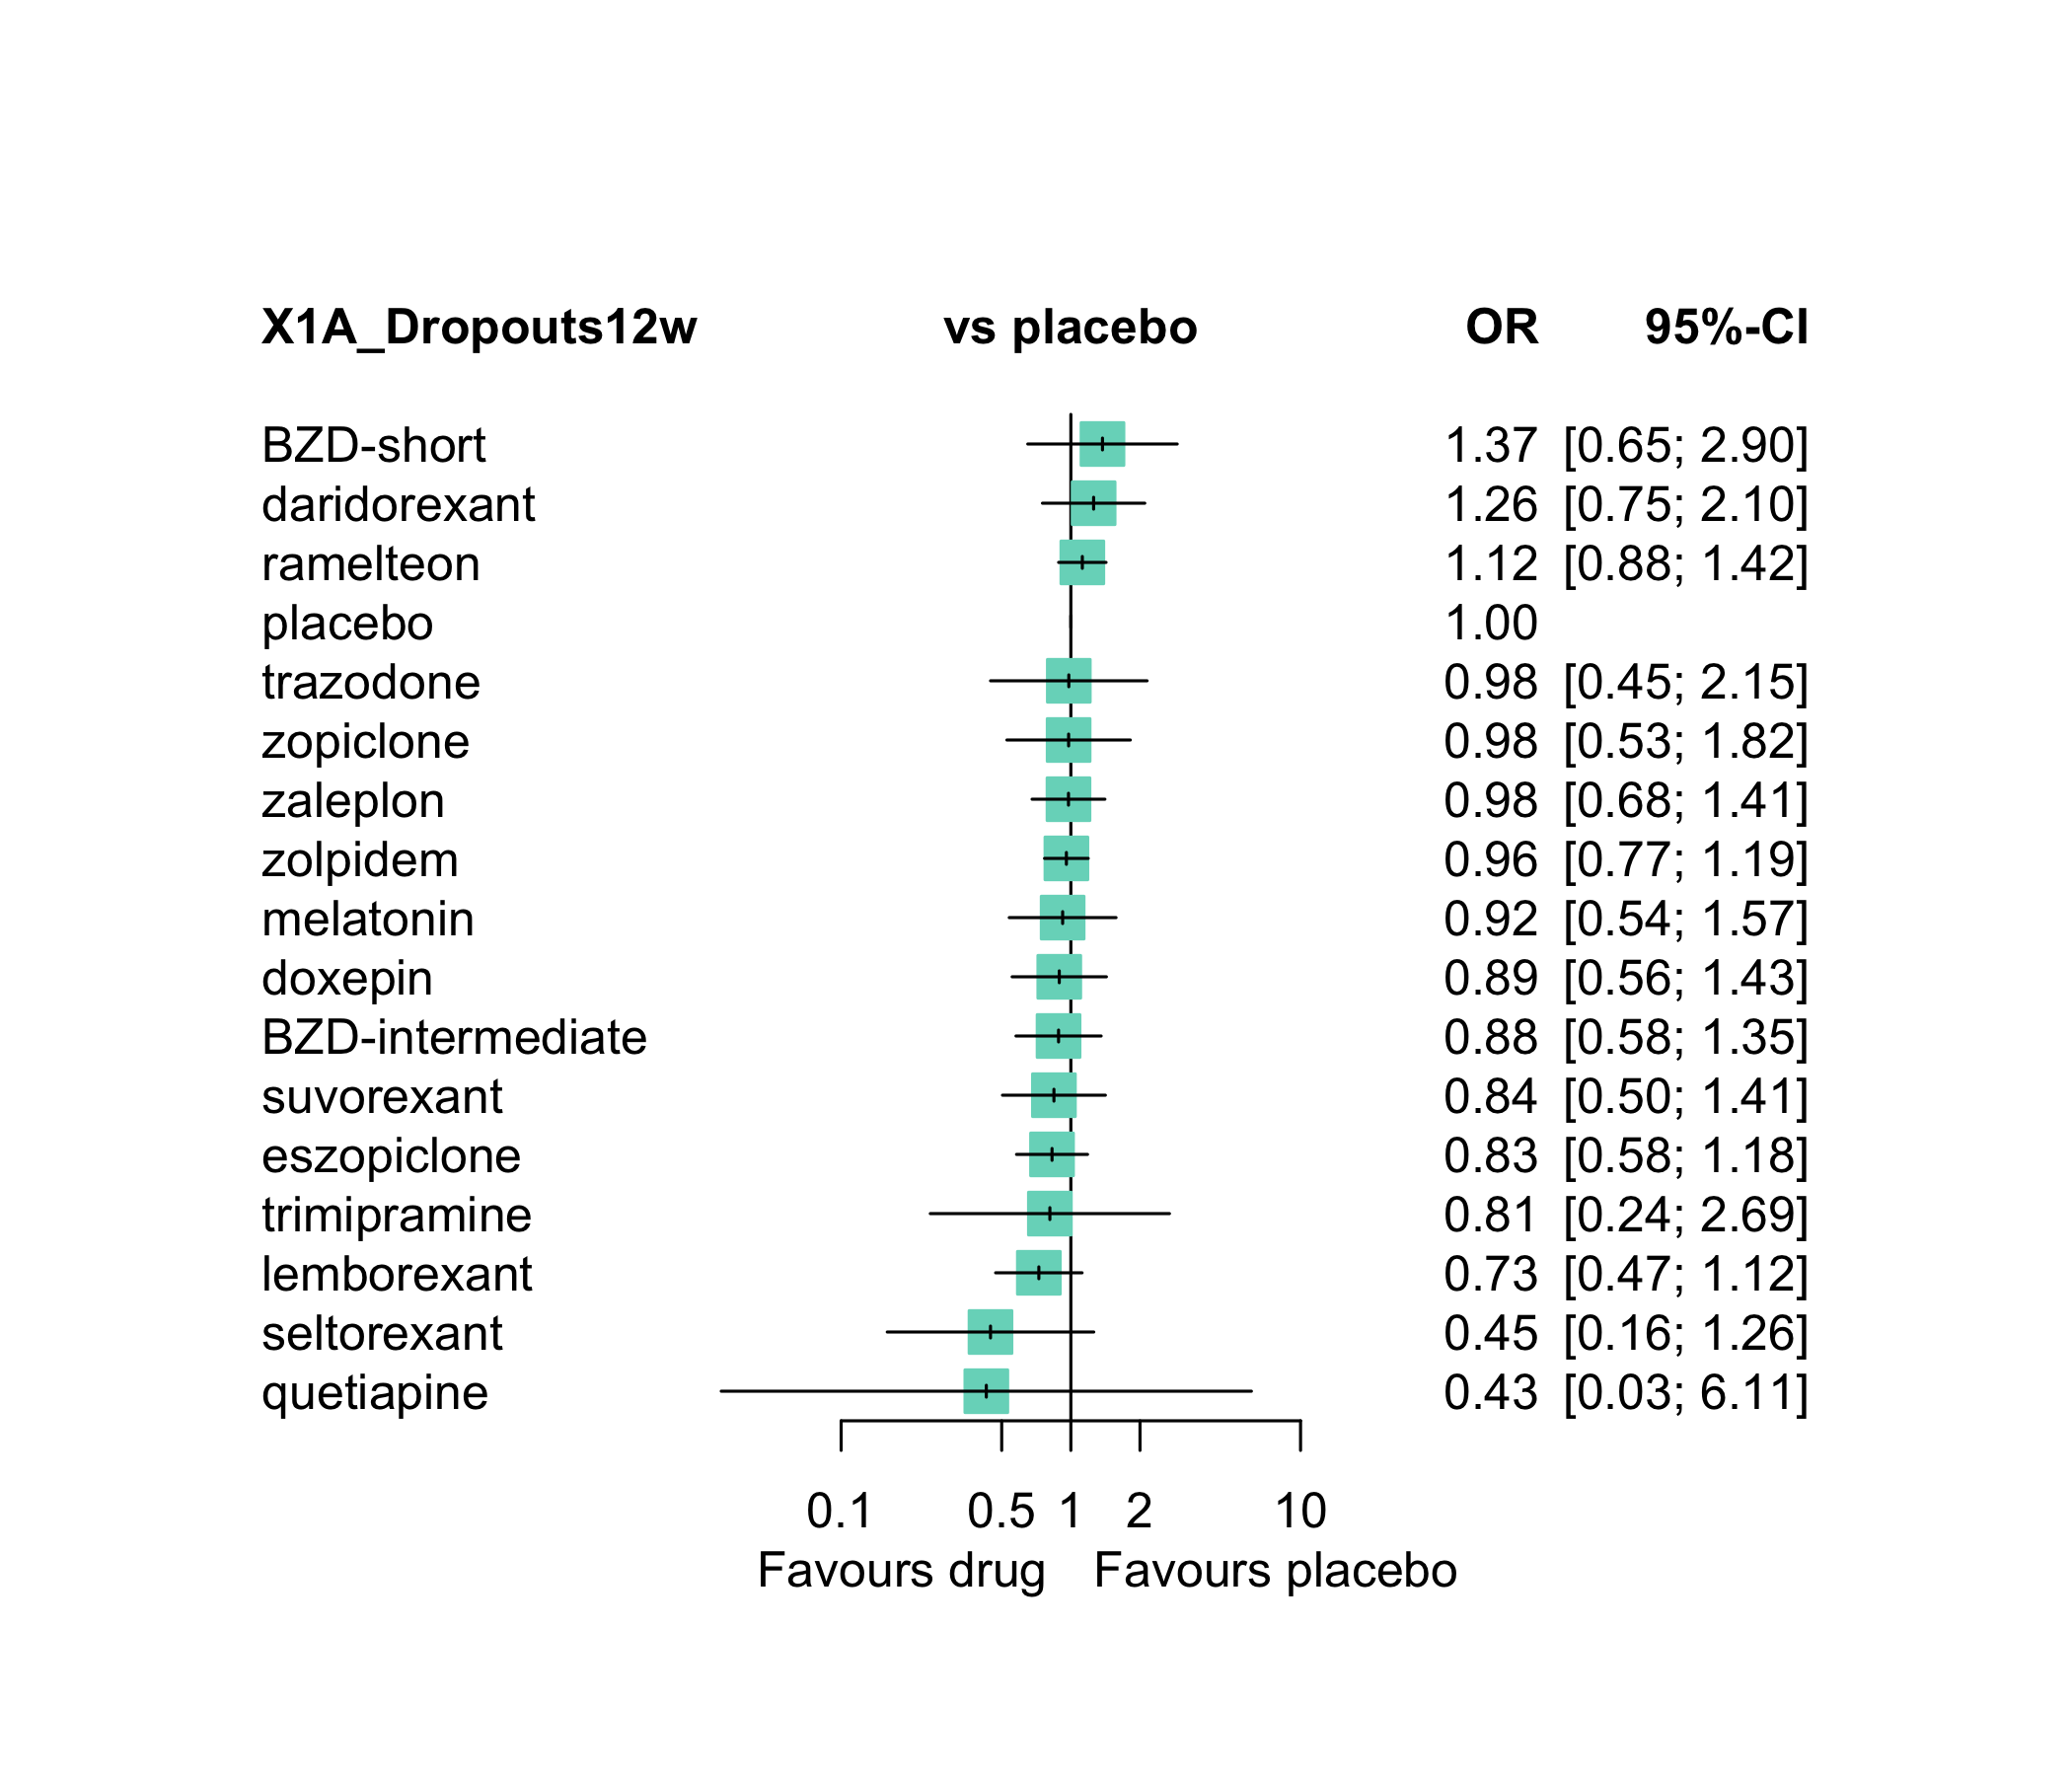 X1A_Dropouts12w vs placebo OR 95%-CI
BZD-short 1.37 [0.65; 2.90]
daridorexant 1.26 [0.75; 2.10]
ramelteon 1.12 [0.88; 1.42]
placebo 1.00
trazodone 0.98 [0.45; 2.15]
zopiclone 0.98 [0.53; 1.82]
zaleplon 0.98 [0.68; 1.41]
zolpidem 0.96 [0.77; 1.19]
melatonin 0.92 [0.54; 1.57]
doxepin 0.89 [0.56; 1.43]
BZD-intermediate 0.88 [0.58; 1.35]
suvorexant 0.84 [0.50; 1.41]
eszopiclone 0.83 [0.58; 1.18]
trimipramine 0.81 [0.24; 2.69]
lemborexant 0.73 [0.47; 1.12]
seltorexant 0.45 [0.16; 1.26]
quetiapine 0.43 [0.03; 6.11]
0.1 0.5 1 2 10
Favours drug Favours placebo